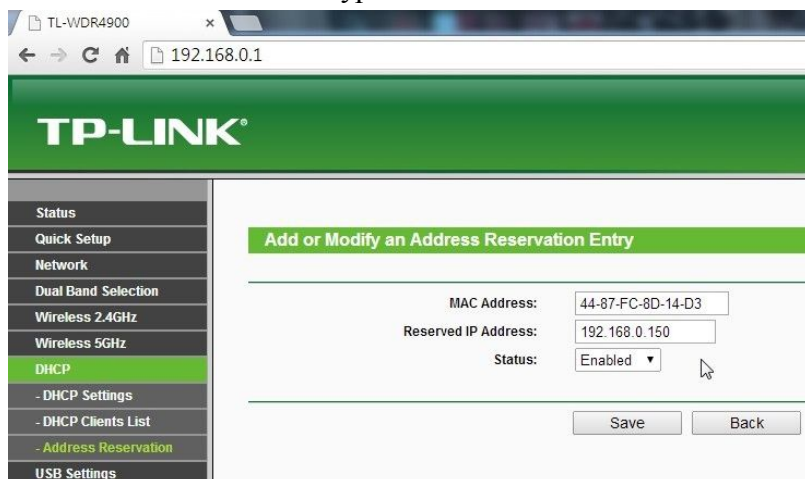 TL-WDR4900 ×
192.168.0.1
TP-LINK®
Status
Quick Setup
Network
Dual Band Selection
Wireless 2.4GHz
Wireless 5GHz
DHCP
- DHCP Settings
- DHCP Clients List
- Address Reservation
USB Settings
Add or Modify an Address Reservation Entry
MAC Address: 44-87-FC-8D-14-D3
Reserved IP Address: 192.168.0.150
Status: Enabled
Save Back